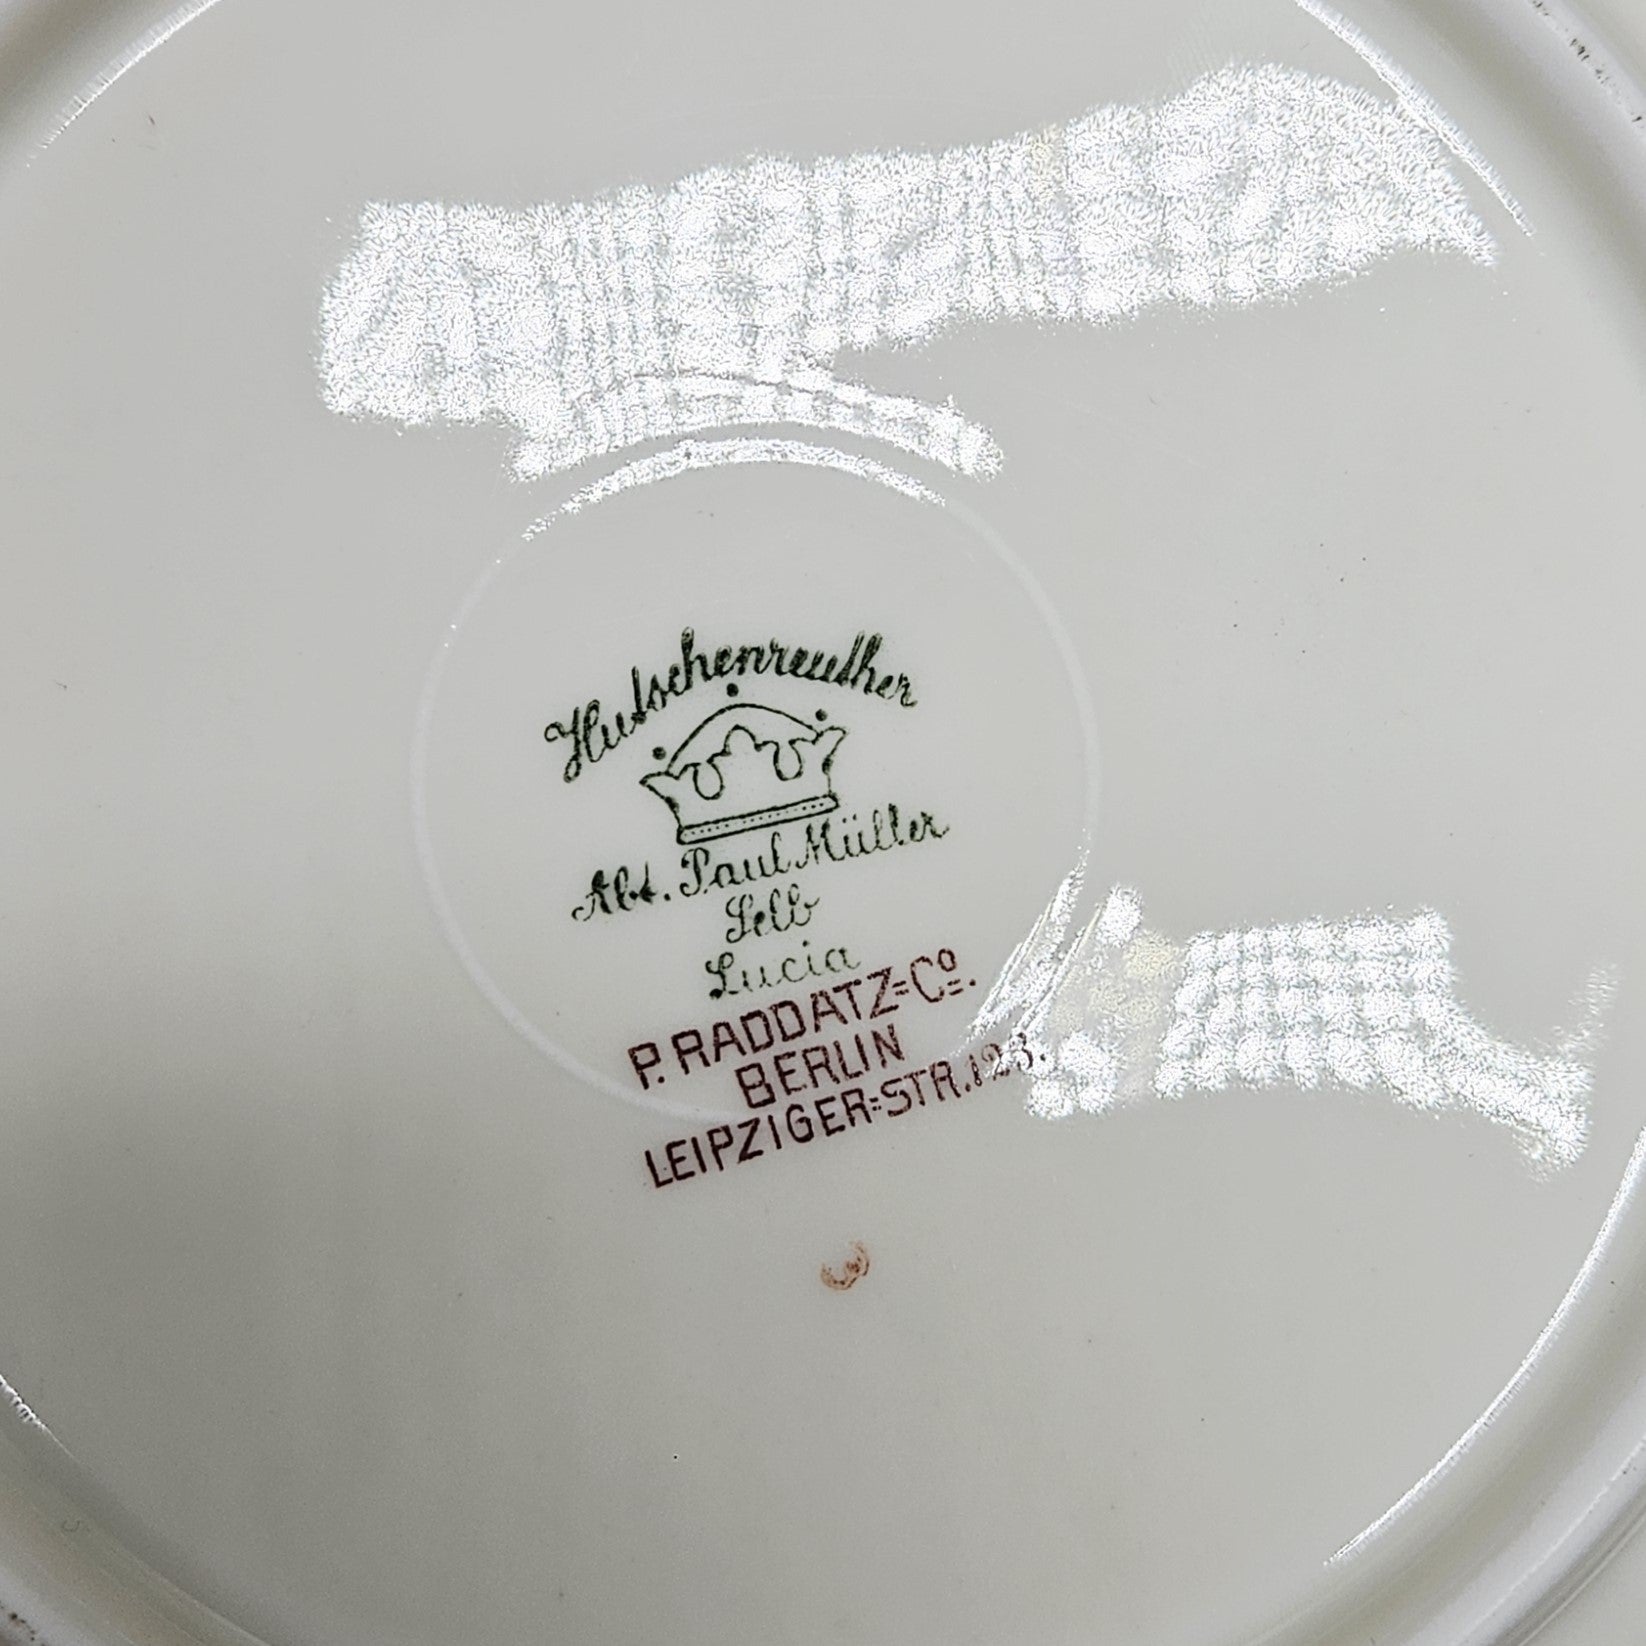 Hutschenreuther
Abt. Paul Müller
Selb
Lucia
P. RADDATZ=Cº.
BERLIN
LEIPZIGER=STR.123.